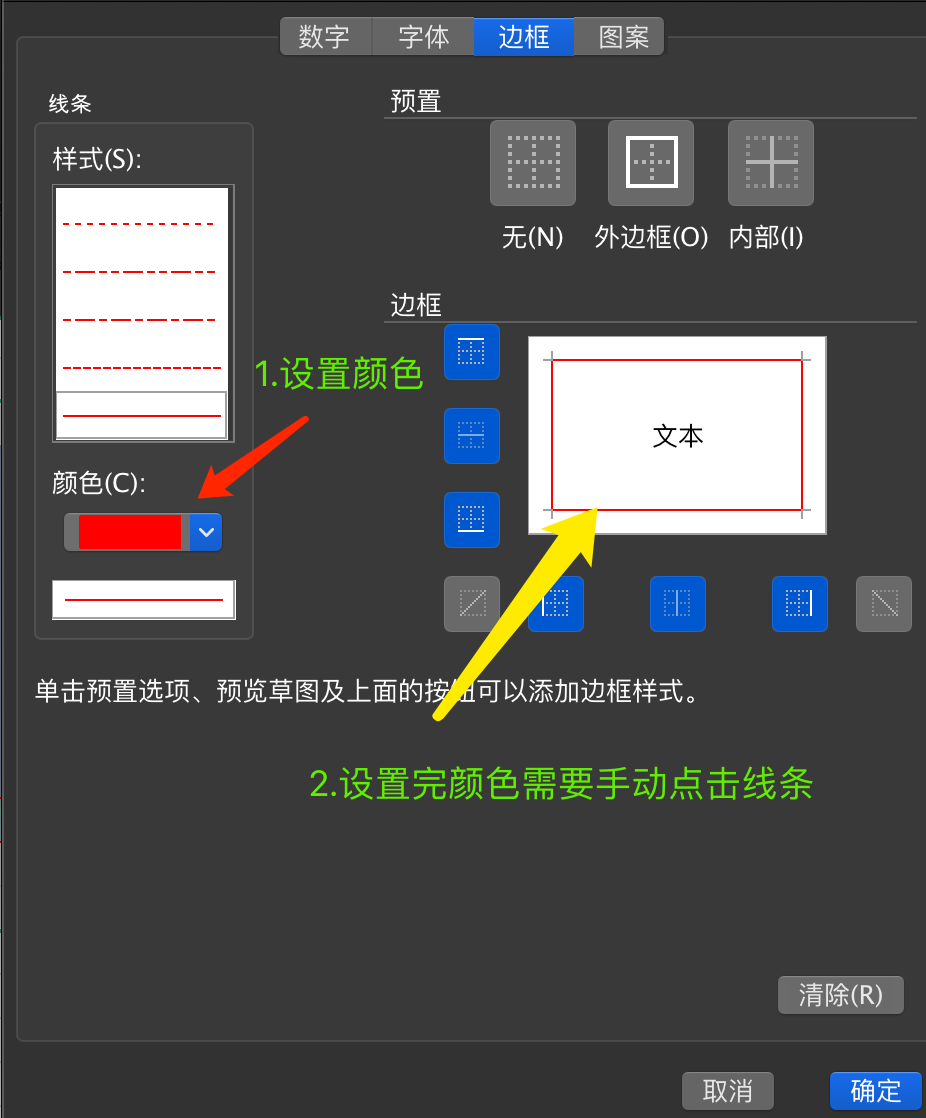 数字 字体 边框 图案
线条
预置
样式(S):
无(N) 外边框(O) 内部(I)
边框
1.设置颜色
文本
颜色(C):
单击预置选项、预览草图及上面的按钮可以添加边框样式。
2.设置完颜色需要手动点击线条
清除(R)
取消 确定